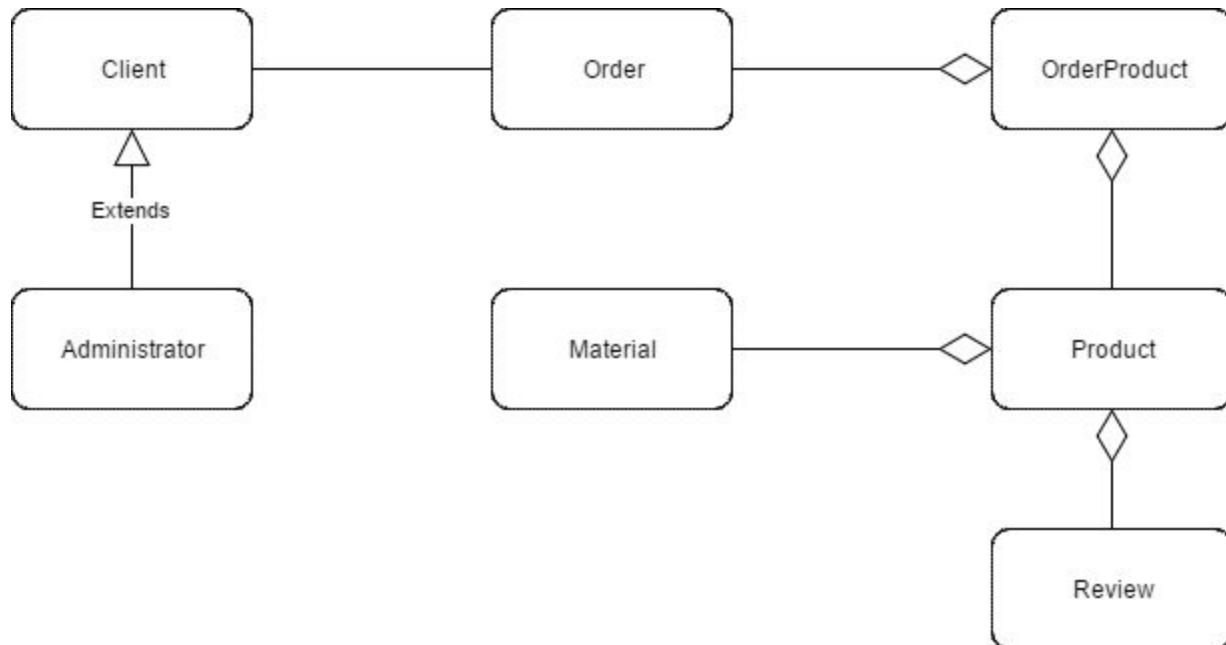 Client
Order
OrderProduct
Extends
Administrator
Material
Product
Review